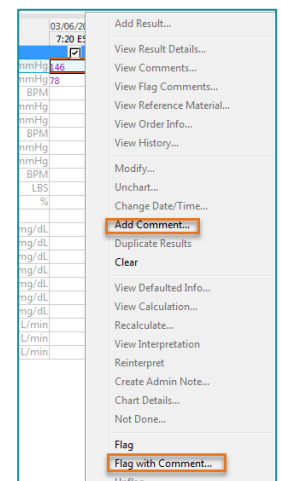 03/06/20
7:20 ES
mmHg 146
mmHg 78
BPM
mmHg
mmHg
BPM
mmHg
mmHg
BPM
LBS
%
mg/dL
mg/dL
mg/dL
mg/dL
mg/dL
mg/dL
L/min
L/min
L/min
Add Result...
View Result Details...
View Comments...
View Flag Comments...
View Reference Material...
View Order Info...
View History...
Modify...
Unchart...
Change Date/Time...
Add Comment...
Duplicate Results
Clear
View Defaulted Info...
View Calculation...
Recalculate...
View Interpretation
Reinterpret
Create Admin Note...
Chart Details...
Not Done...
Flag
Flag with Comment...